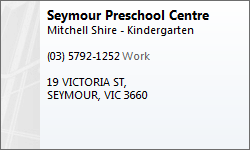 Seymour Preschool Centre
Mitchell Shire - Kindergarten
(03) 5792-1252 Work
19 VICTORIA ST,
SEYMOUR, VIC 3660